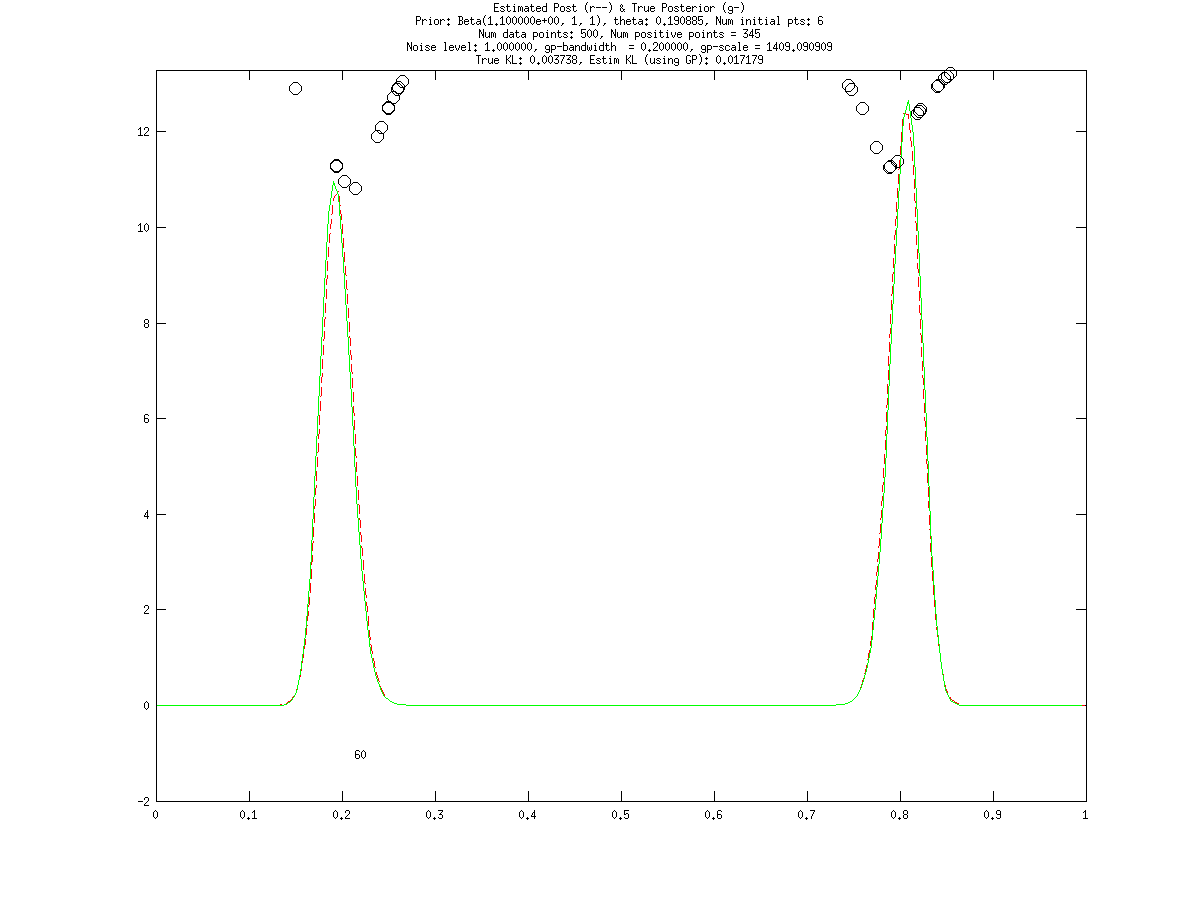 Estimated Post (r--) & True Posterior (g-)
Prior: Beta(1.100000e+00, 1, 1), theta: 0.190885, Num initial pts: 6
Num data points: 500, Num positive points = 345
Noise level: 1.000000, gp-bandwidth  = 0.200000, gp-scale = 1409.090909
True KL: 0.003738, Estim KL (using GP): 0.017179
12
10
8
6
4
2
0
60
-2
0 0.1 0.2 0.3 0.4 0.5 0.6 0.7 0.8 0.9 1